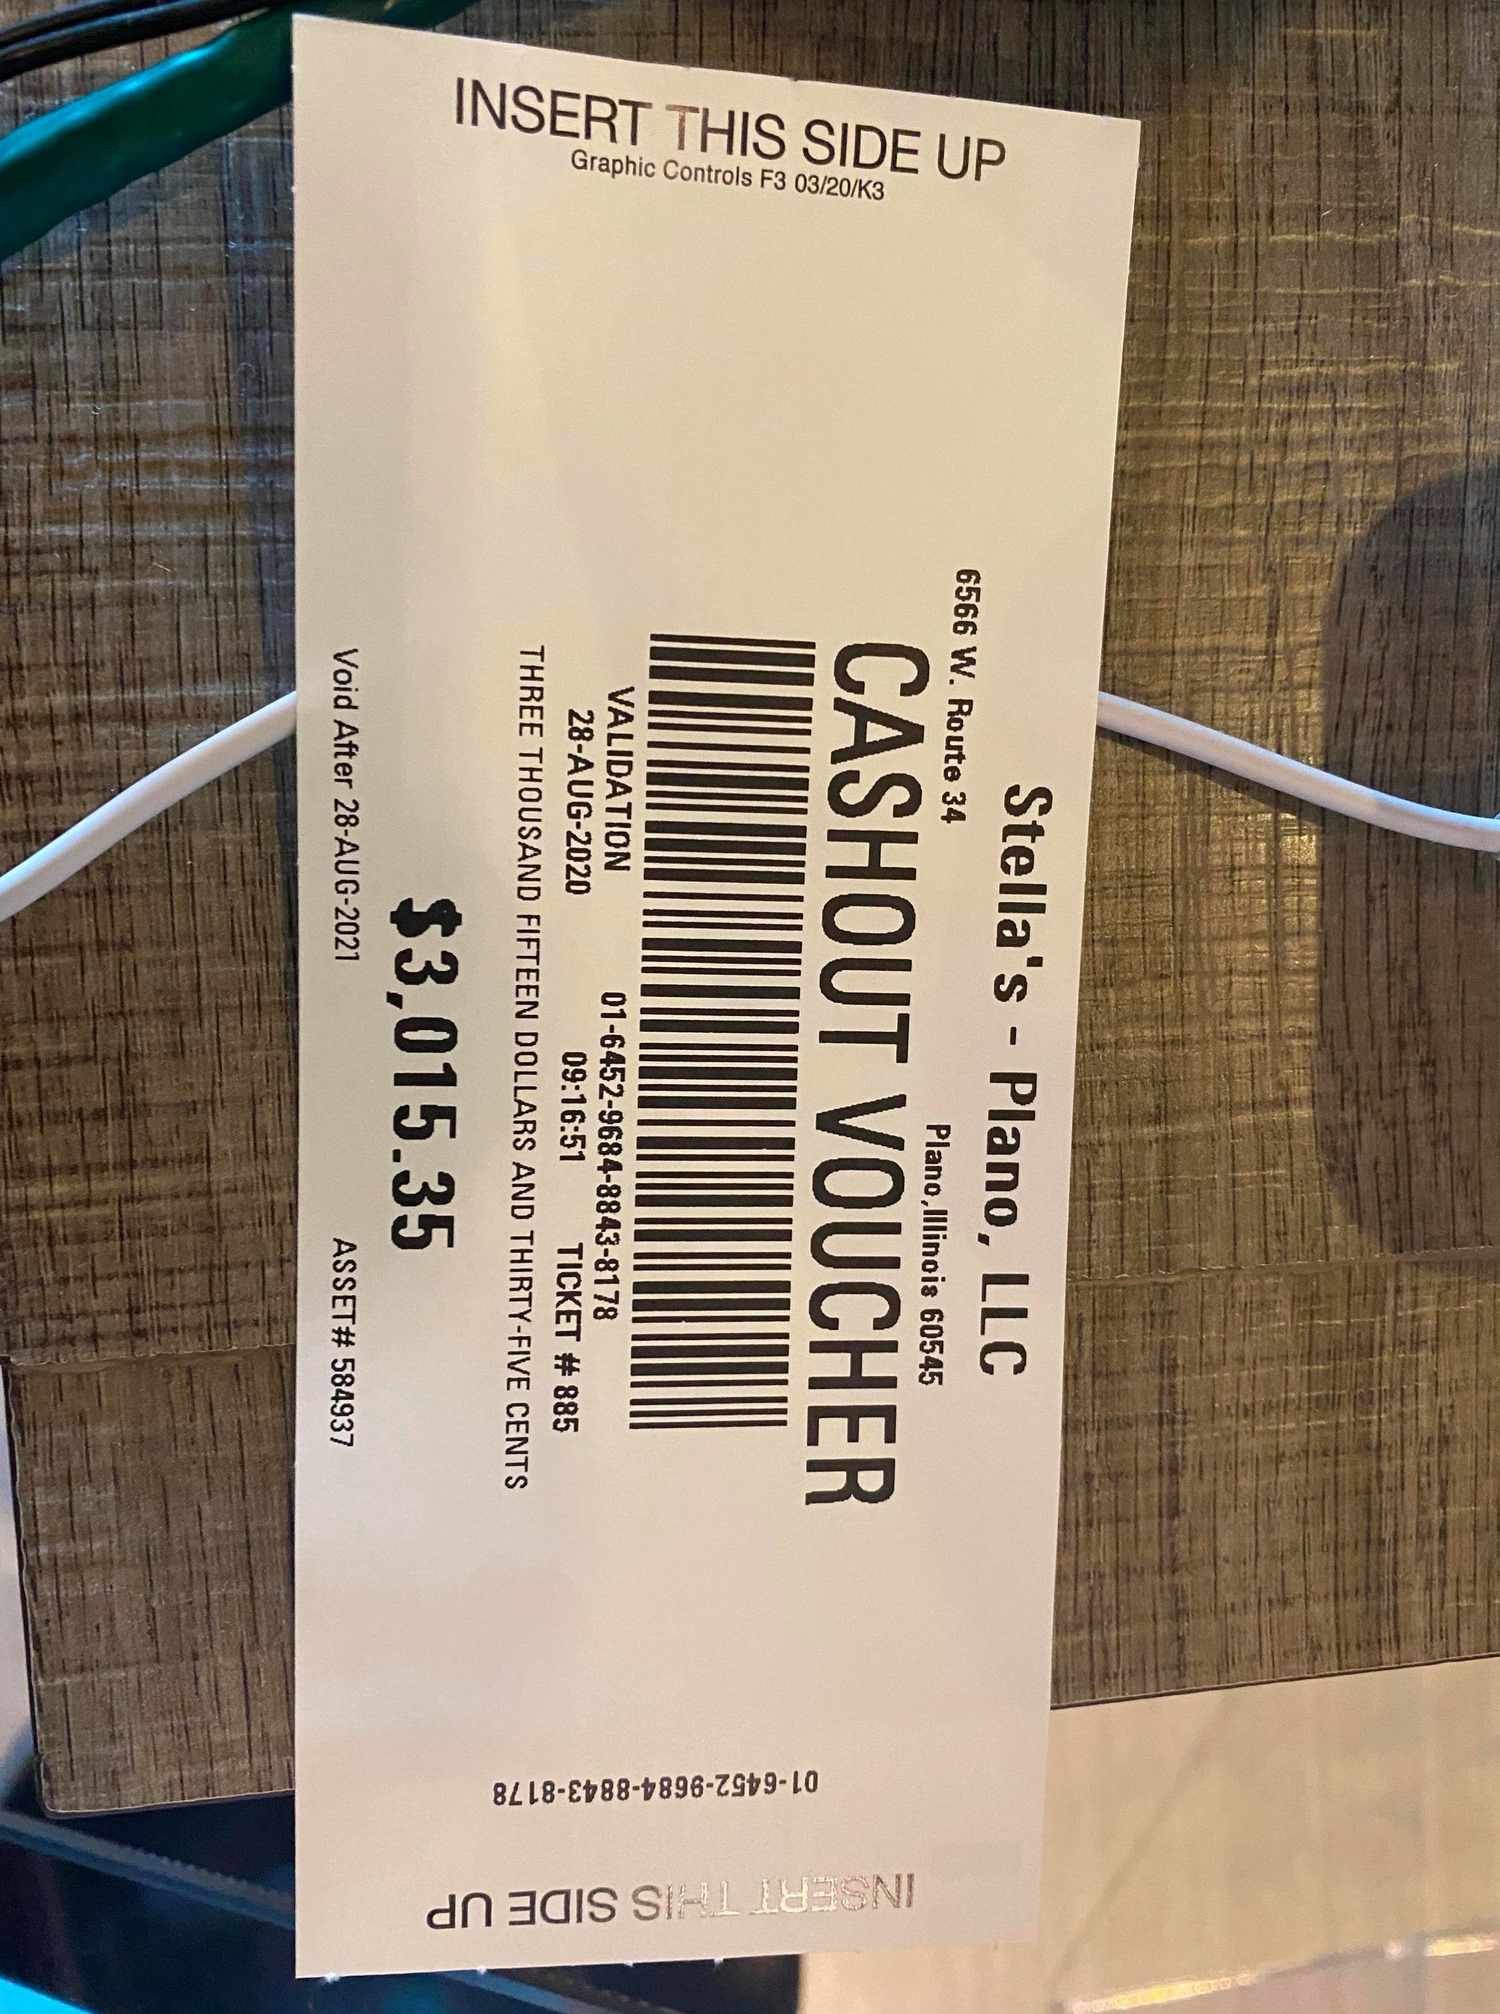 INSERT THIS SIDE UP
Graphic Controls F3 03/20/K3
Stella's - Plano, LLC
6566 W. Route 34 Plano,Illinois 60545
CASHOUT VOUCHER
VALIDATION 01-6452-9684-8843-8178
28-AUG-2020 09:16:51 TICKET # 885
THREE THOUSAND FIFTEEN DOLLARS AND THIRTY-FIVE CENTS
$3,015.35
Void After 28-AUG-2021 ASSET# 584937
01-6452-9684-8843-8178
INSERT THIS SIDE UP